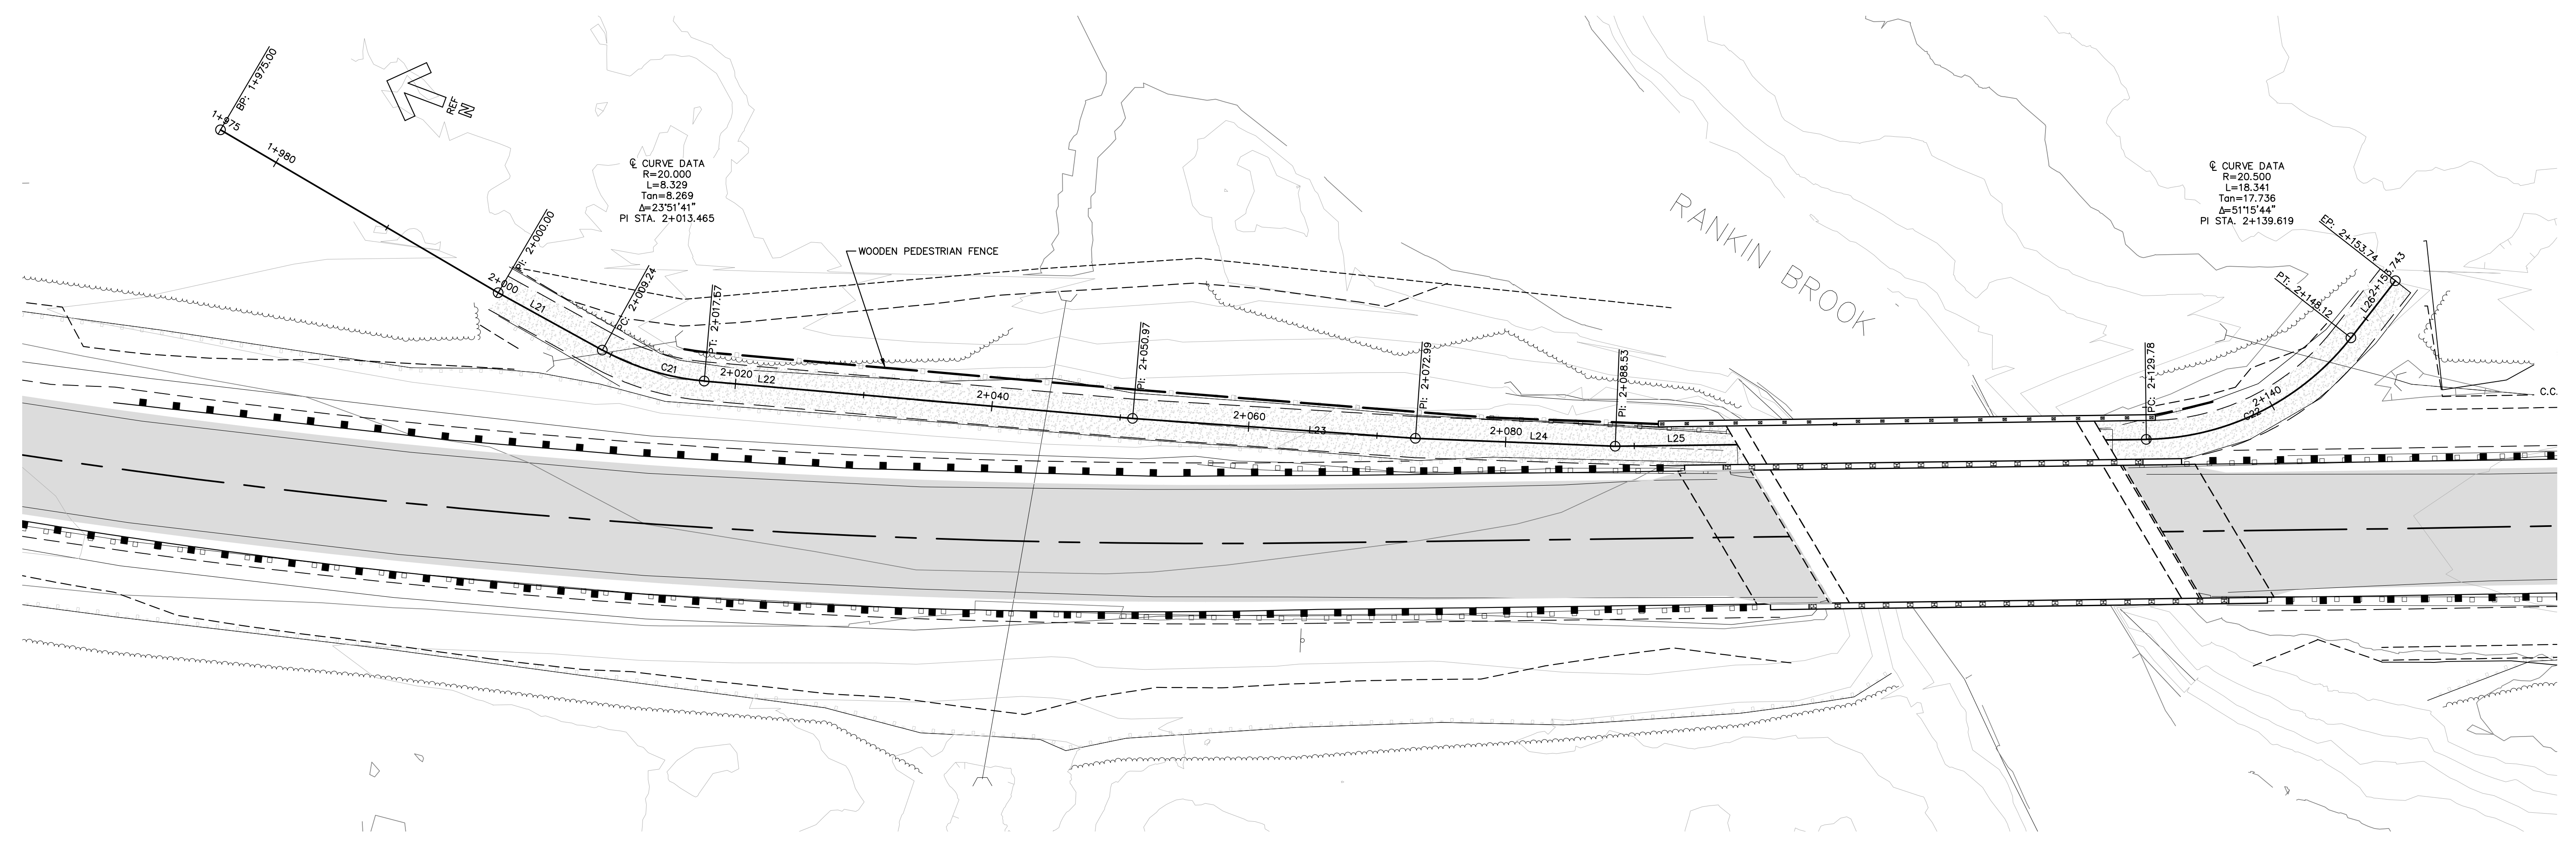 BP: 1+975.00
1+975
1+980
REF
N
℄ CURVE DATA
R=20.000
L=8.329
Tan=8.269
Δ=23°51'41"
PI STA. 2+013.465
PI: 2+000.00
2+000
L21
PC: 2+009.24
C21
PT: 2+017.57
2+020
L22
WOODEN PEDESTRIAN FENCE
2+040
PI: 2+050.97
2+060
L23
PI: 2+072.99
2+080
L24
PI: 2+088.53
L25
RANKIN BROOK
℄ CURVE DATA
R=20.500
L=18.341
Tan=17.736
Δ=51°15'44"
PI STA. 2+139.619
PC: 2+129.78
2+140
C22
PT: 2+148.12
L26
EP: 2+153.74
2+153.743
C.C.
P